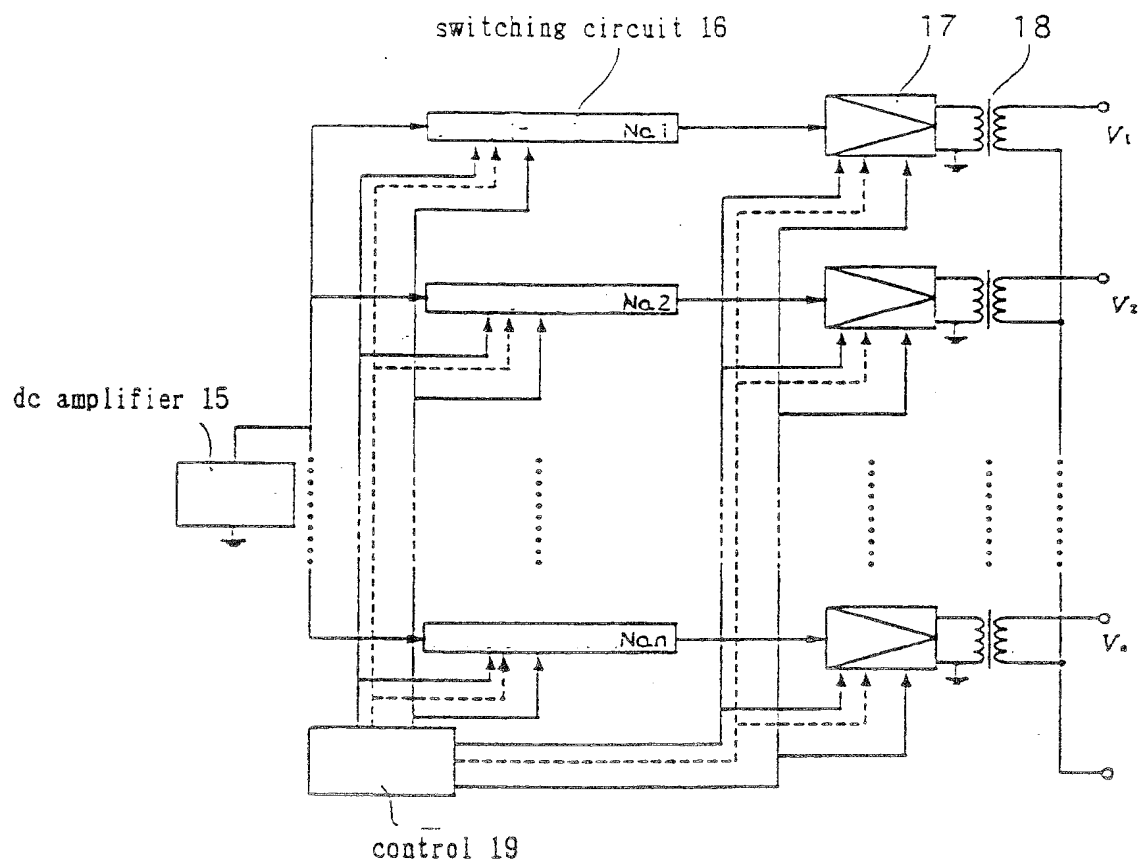 switching circuit 16
17
18
No.1
V₁
No.2
V₂
dc amplifier 15
No.n
Vₙ
control 19